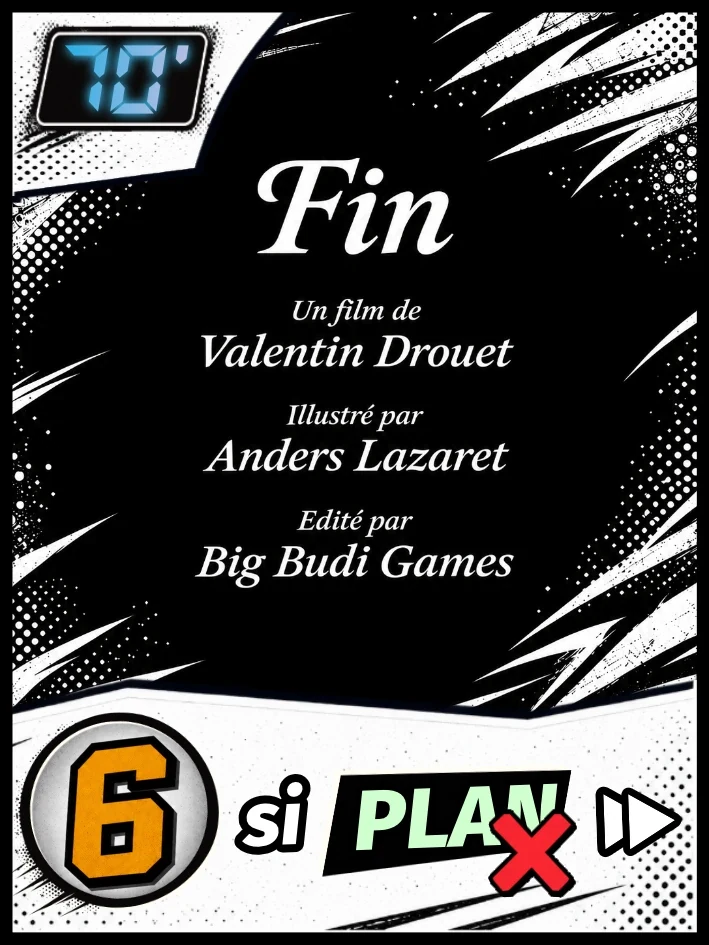 70'
Fin
Un film de
Valentin Drouet
Illustré par
Anders Lazaret
Edité par
Big Budi Games
6 si PLAN